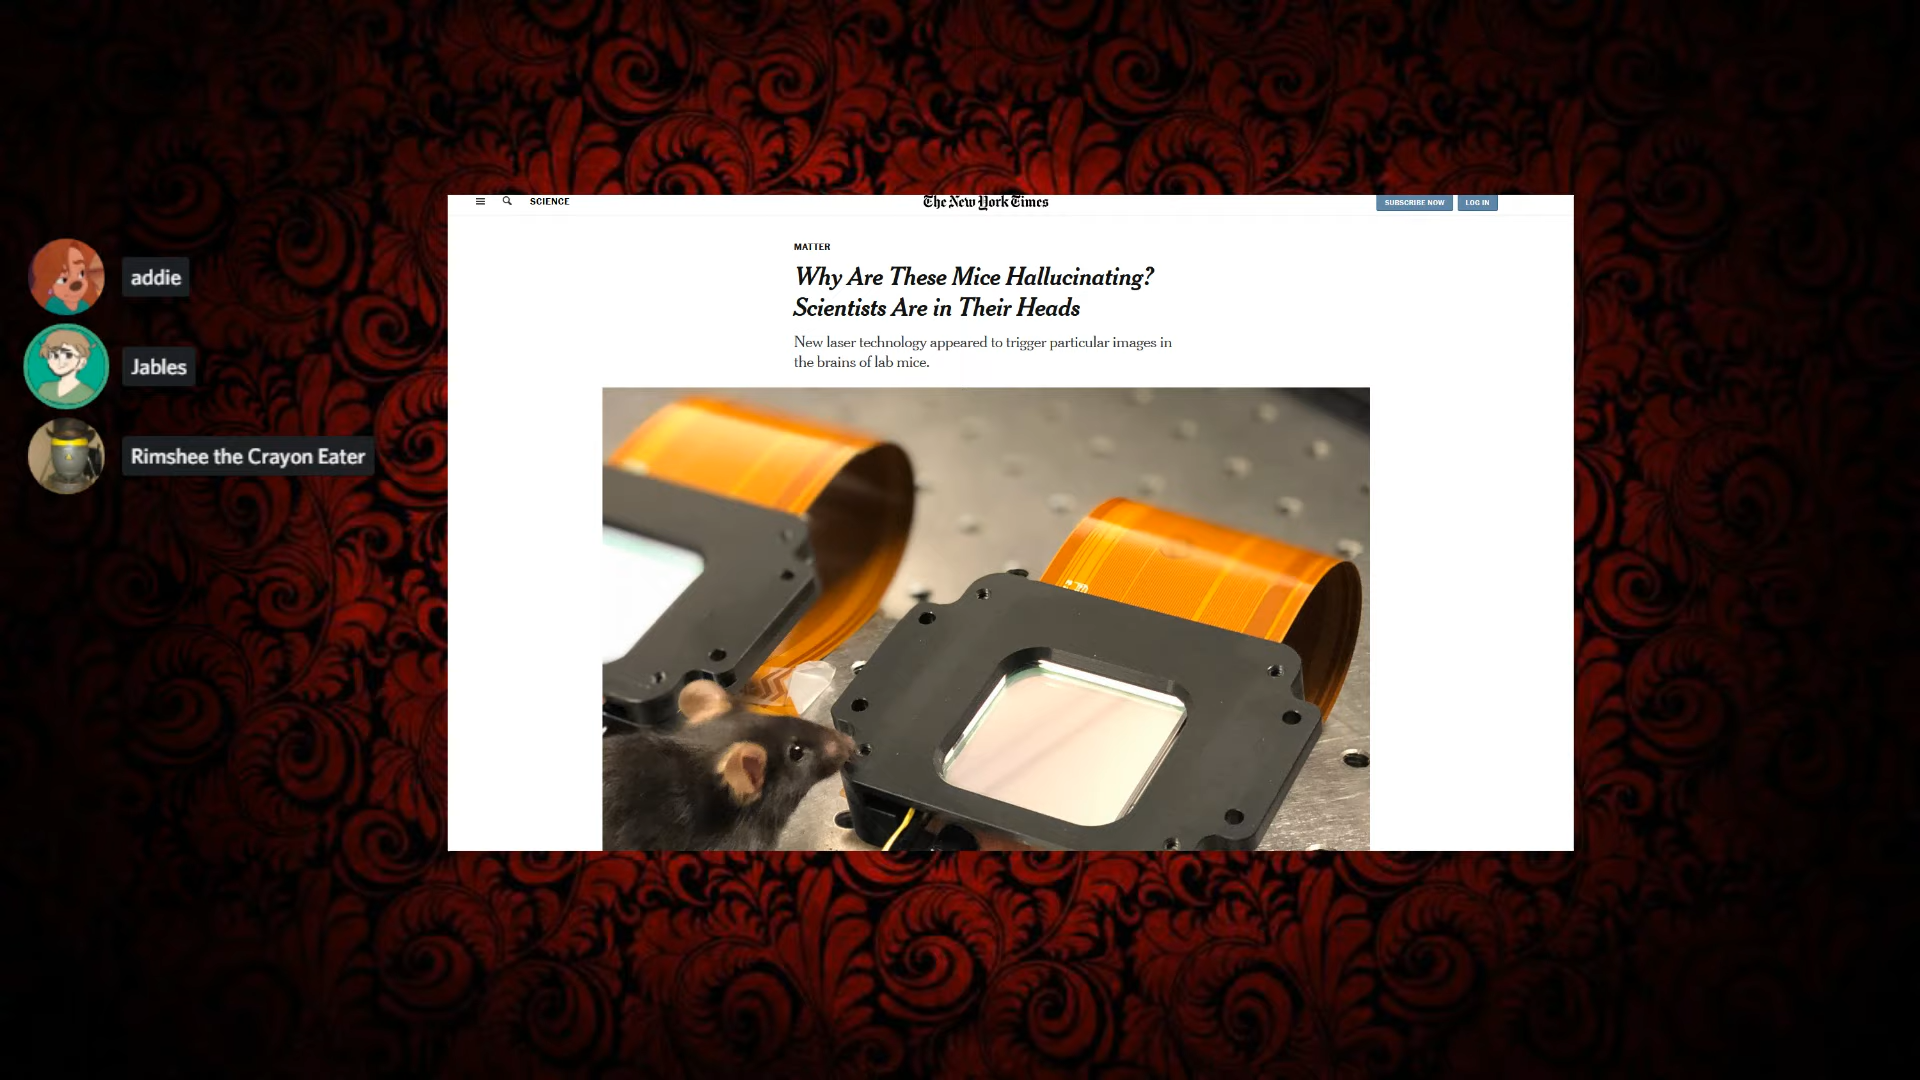 SCIENCE
The New York Times
SUBSCRIBE NOW
LOG IN
MATTER
Why Are These Mice Hallucinating?
Scientists Are in Their Heads
New laser technology appeared to trigger particular images in
the brains of lab mice.
addie
Jables
Rimshee the Crayon Eater